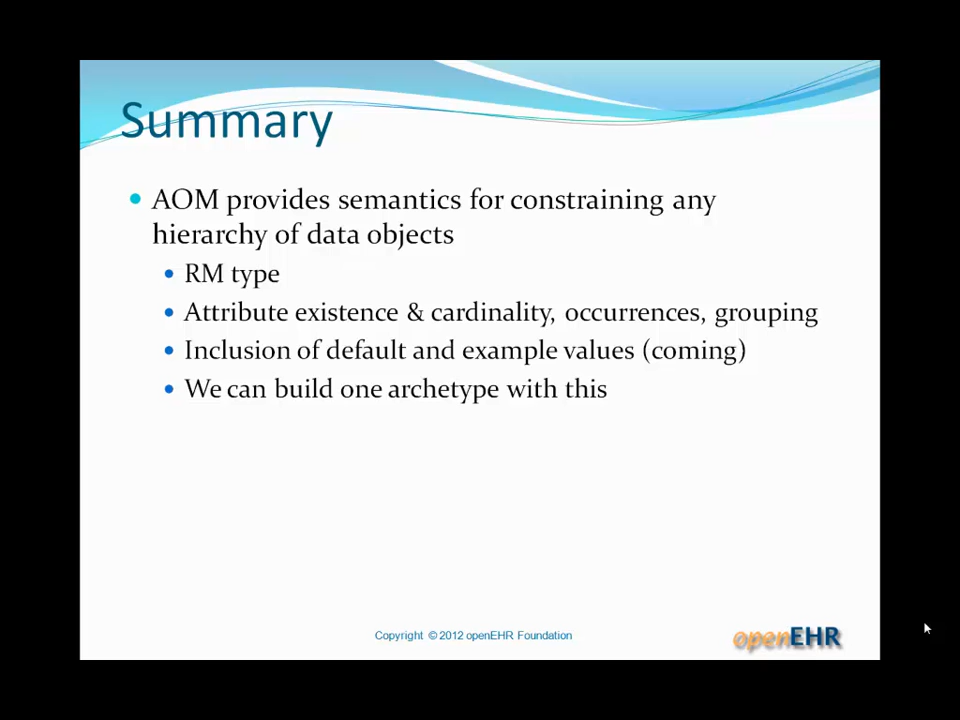 Summary
AOM provides semantics for constraining any
hierarchy of data objects
RM type
Attribute existence & cardinality, occurrences, grouping
Inclusion of default and example values (coming)
We can build one archetype with this
Copyright © 2012 openEHR Foundation
openEHR